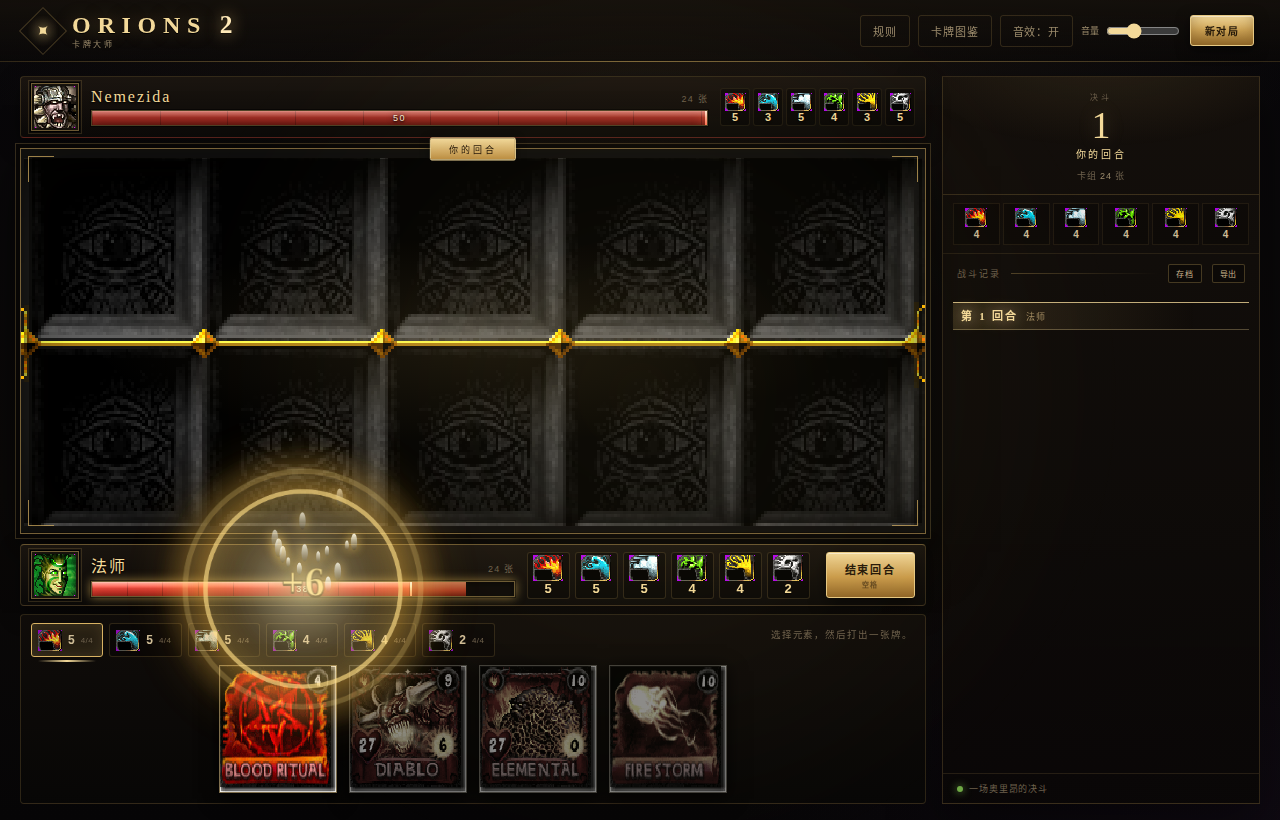 ORIONS 2
卡牌大师
规则
卡牌图鉴
音效：开
音量
新对局
Nemezida
24 张
50
5
3
5
4
3
5
你的回合
决斗
1
你的回合
卡组 24 张
4
4
4
4
4
4
战斗记录
存档
导出
第 1 回合 法师
法师
24 张
+6
5
5
5
4
4
2
结束回合
空格
5 4/4
5 4/4
5 4/4
4 4/4
4 4/4
2 4/4
选择元素，然后打出一张牌。
4
BLOOD RITUAL
9
27
6
DIABLO
10
27
0
ELEMENTAL
10
FIRESTORM
一场奥里昂的决斗